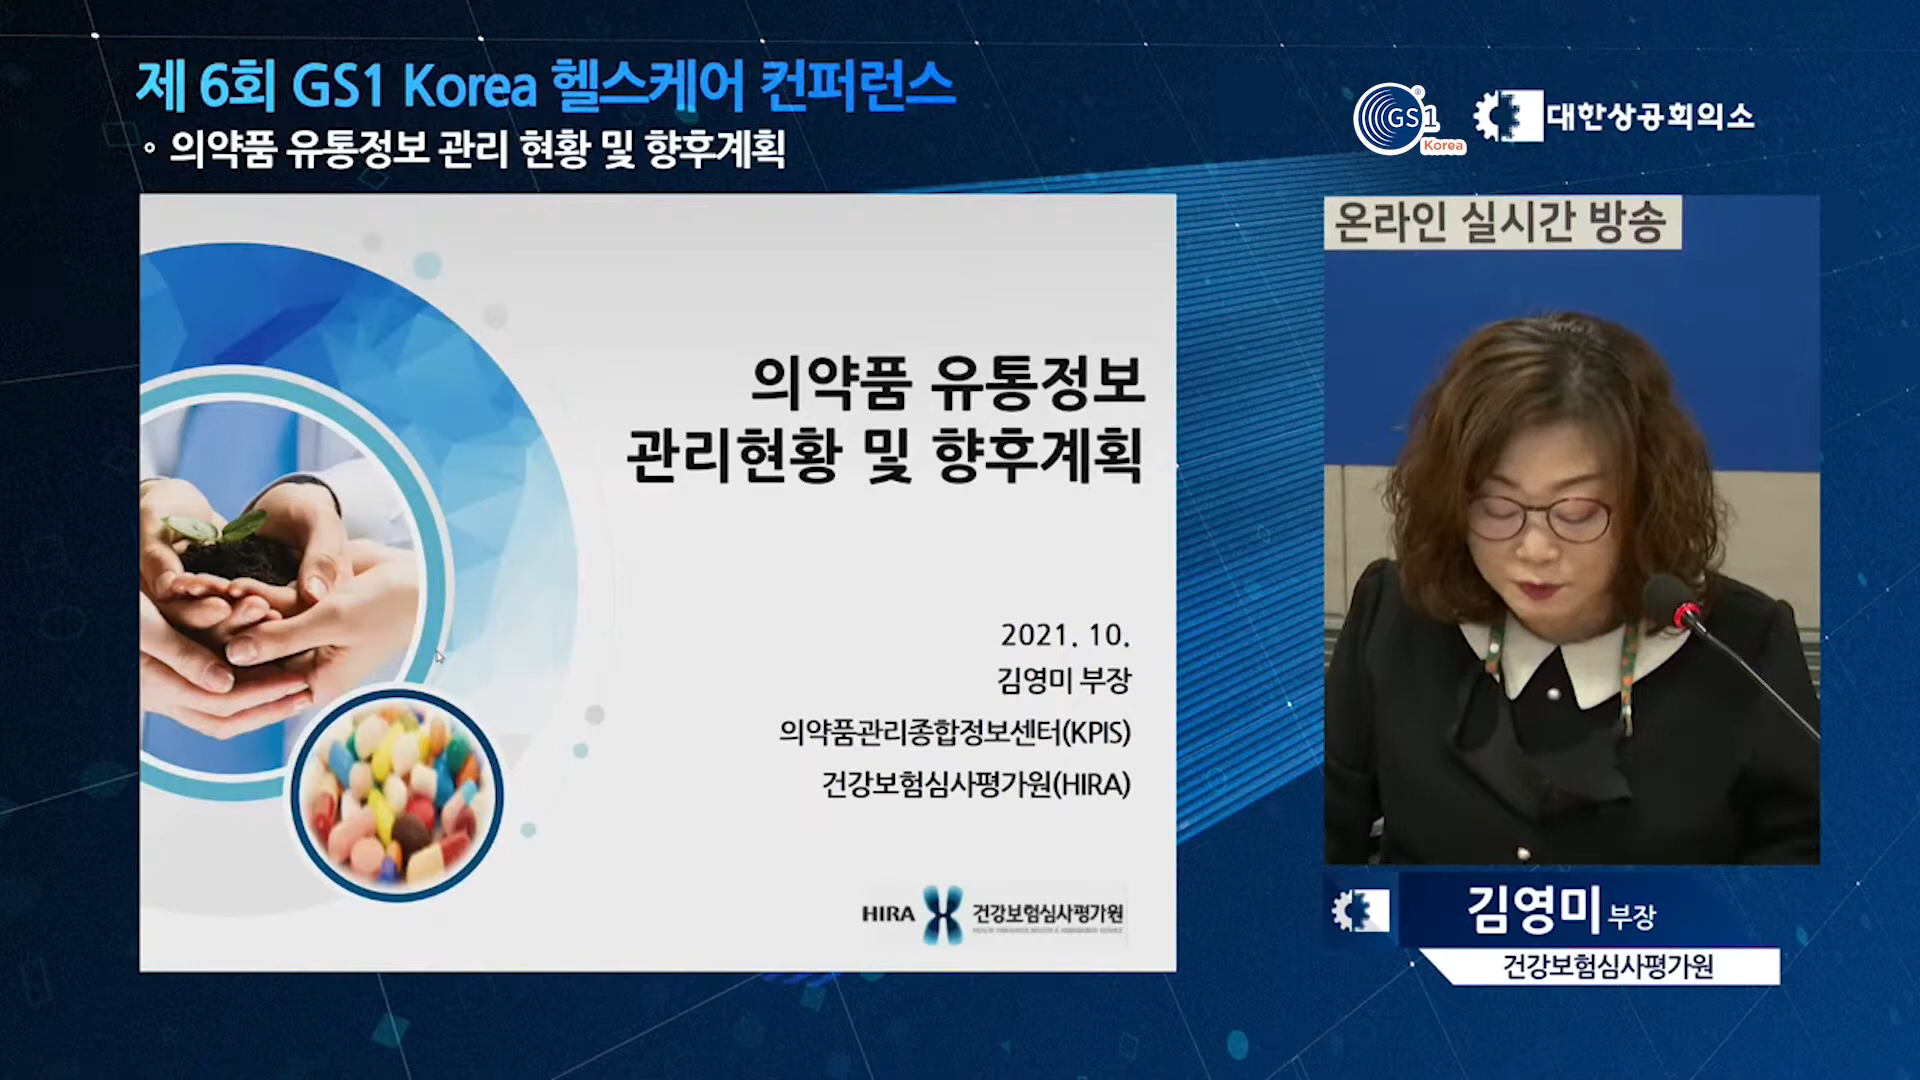 제 6회 GS1 Korea 헬스케어 컨퍼런스
◦ 의약품 유통정보 관리 현황 및 향후계획
GS1
Korea
대한상공회의소
온라인 실시간 방송
의약품 유통정보
관리현황 및 향후계획
2021. 10.
김영미 부장
의약품관리종합정보센터(KPIS)
건강보험심사평가원(HIRA)
HIRA 건강보험심사평가원
김영미 부장
건강보험심사평가원